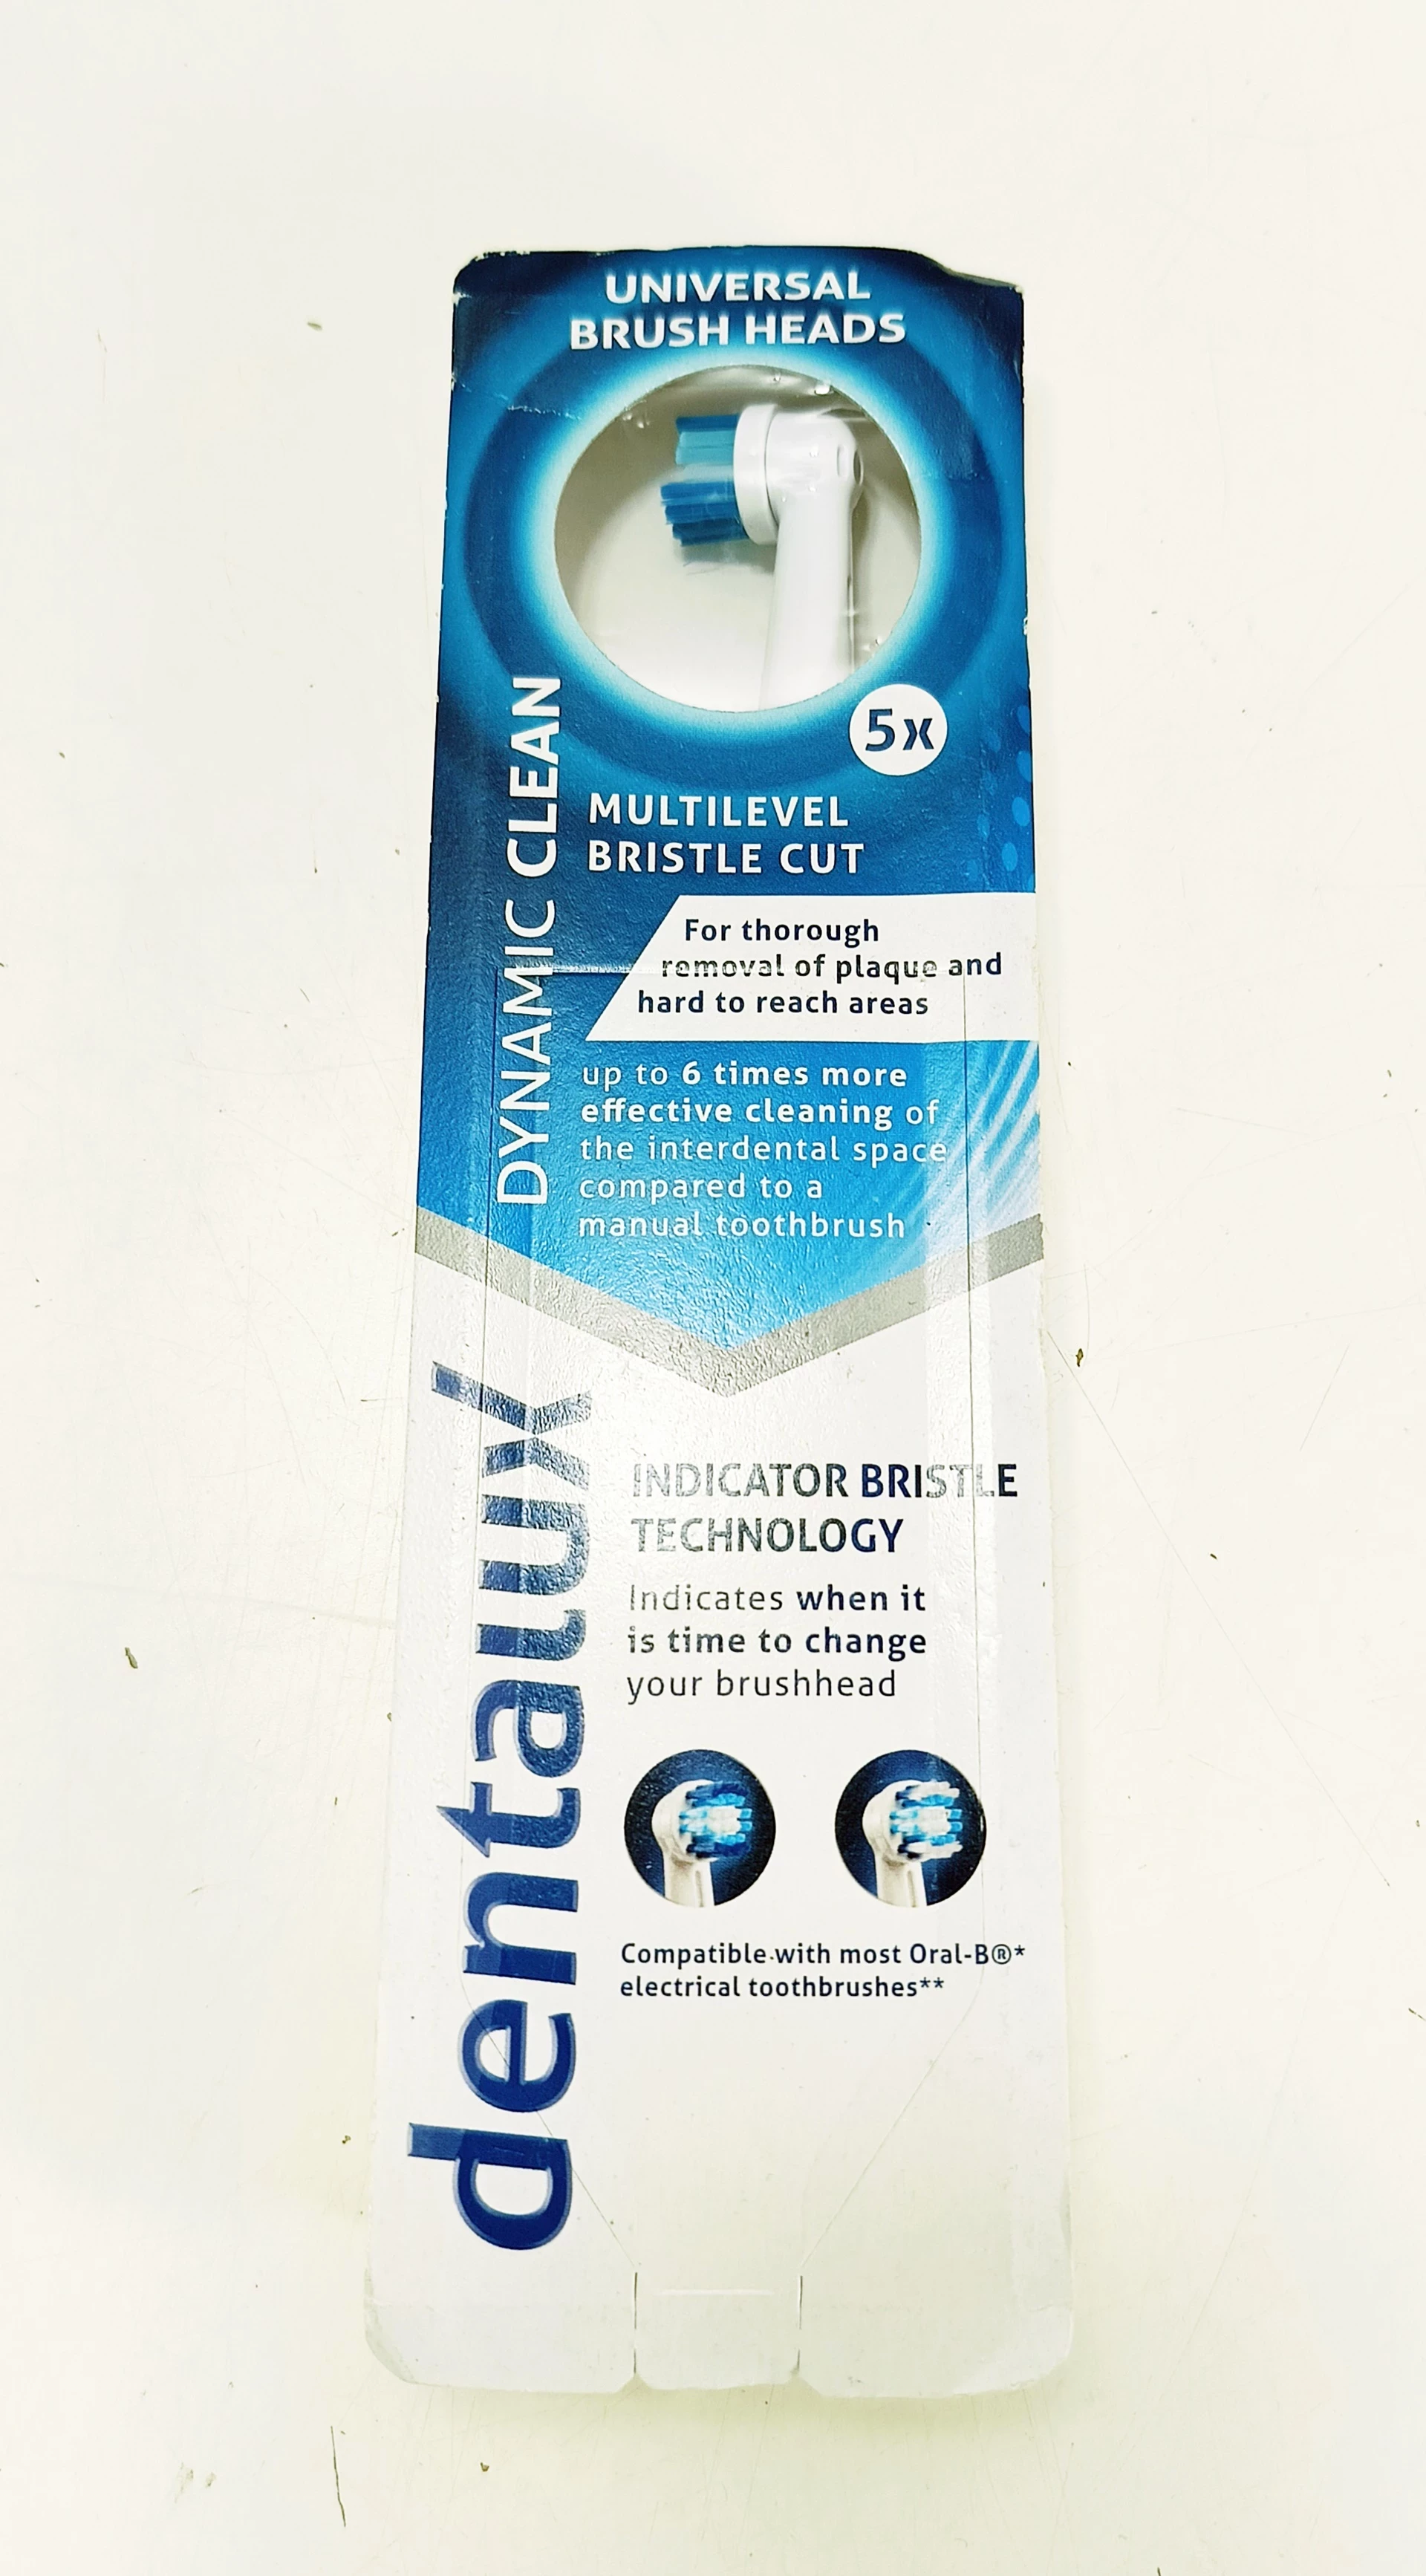 UNIVERSAL
BRUSH HEADS
5x
DYNAMIC CLEAN
MULTILEVEL
BRISTLE CUT
For thorough
removal of plaque and
hard to reach areas
up to 6 times more
effective cleaning of
the interdental space
compared to a
manual toothbrush
dentalux
INDICATOR BRISTLE
TECHNOLOGY
Indicates when it
is time to change
your brushhead
Compatible with most Oral-B®*
electrical toothbrushes**